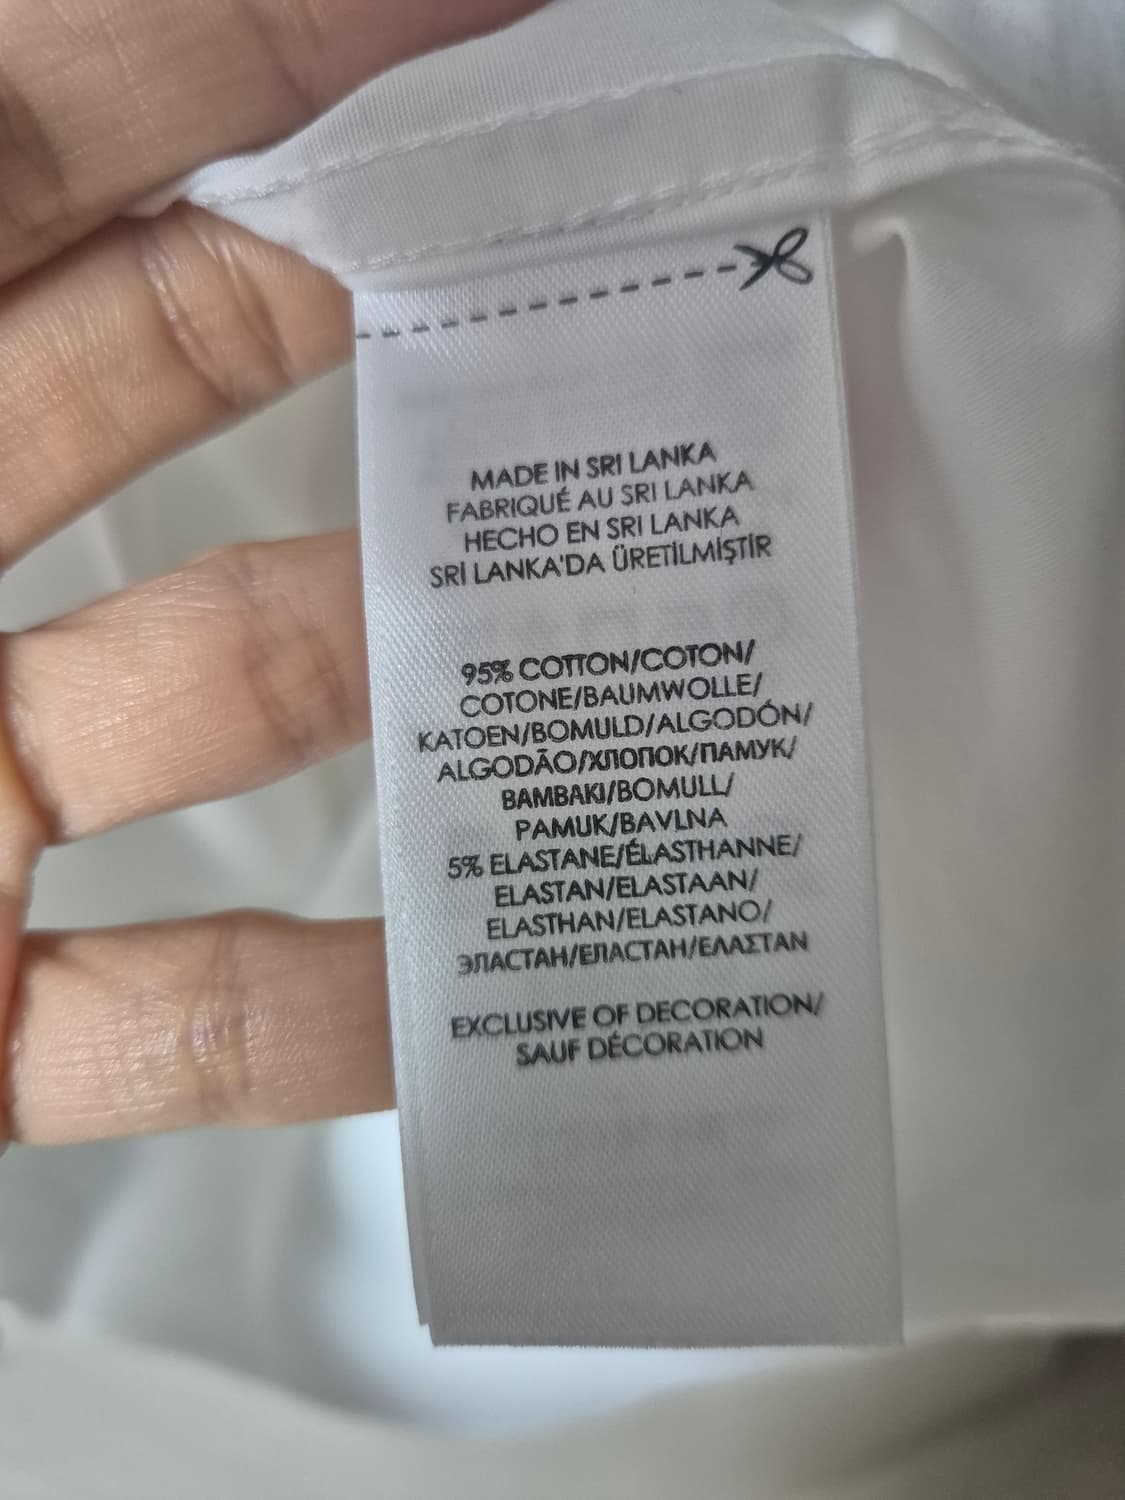 MADE IN SRI LANKA
FABRIQUÉ AU SRI LANKA
HECHO EN SRI LANKA
SRİ LANKA'DA ÜRETİLMİŞTİR
95% COTTON/COTON/
COTONE/BAUMWOLLE/
KATOEN/BOMULD/ALGODÓN/
ALGODÃO/ХЛОПОК/ПАМУК/
BAMBAKI/BOMULL/
PAMUK/BAVLNA
5% ELASTANE/ÉLASTHANNE/
ELASTAN/ELASTAAN/
ELASTHAN/ELASTANO/
ЭЛАСТАН/ЕЛАСТАН/ΕΛΑΣΤΑΝ
EXCLUSIVE OF DECORATION/
SAUF DÉCORATION